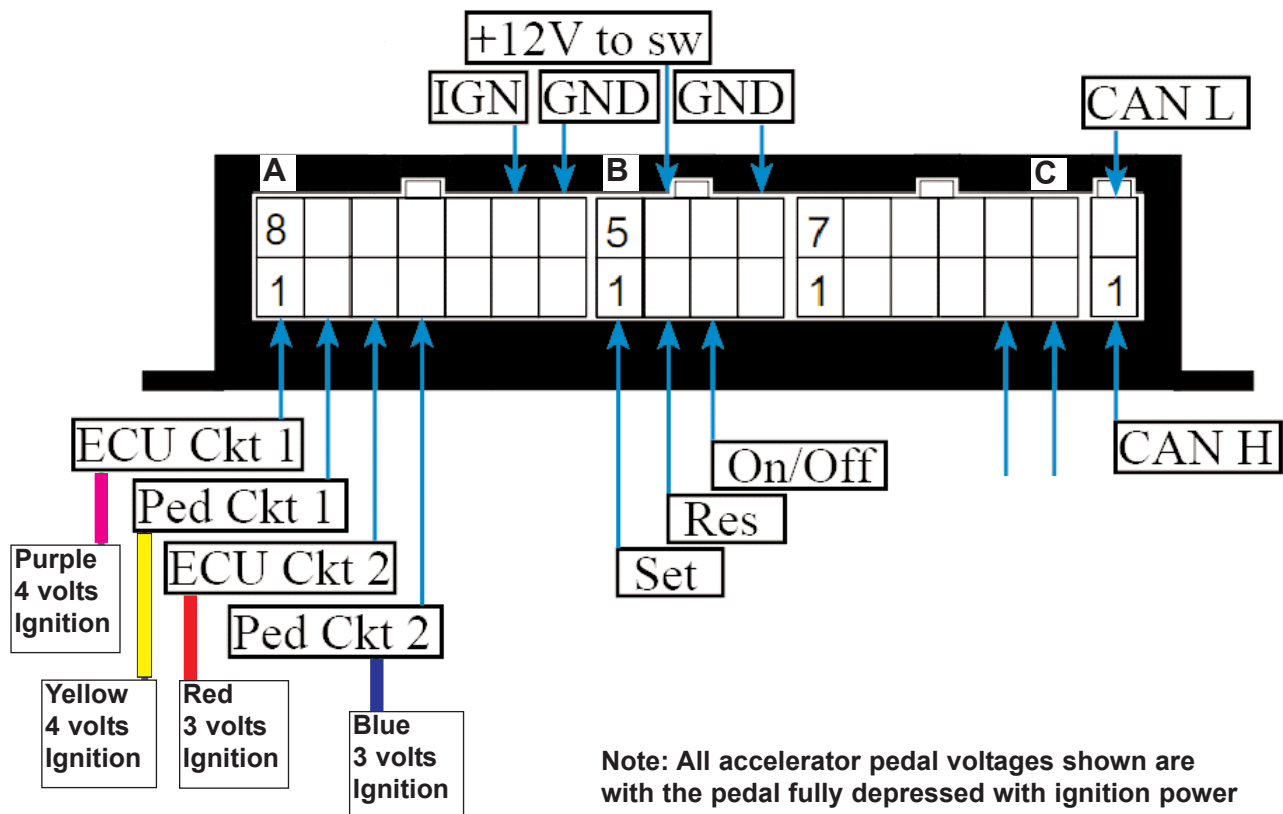 +12V to sw
IGN
GND
GND
CAN L
A
B
C
8
5
7
1
1
1
1
ECU Ckt 1
Ped Ckt 1
ECU Ckt 2
Ped Ckt 2
On/Off
Res
Set
CAN H
Purple
4 volts
Ignition
Yellow
4 volts
Ignition
Red
3 volts
Ignition
Blue
3 volts
Ignition
Note: All accelerator pedal voltages shown are
with the pedal fully depressed with ignition power